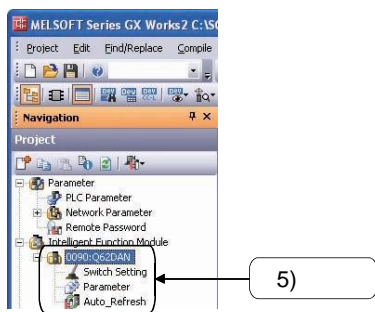 MELSOFT Series GX Works2 C:\SC
Project Edit Find/Replace Compile
Navigation
Project
Parameter
PLC Parameter
Network Parameter
Remote Password
Intelligent Function Module
0090:Q62DAN
Switch Setting
Parameter
Auto_Refresh
5)